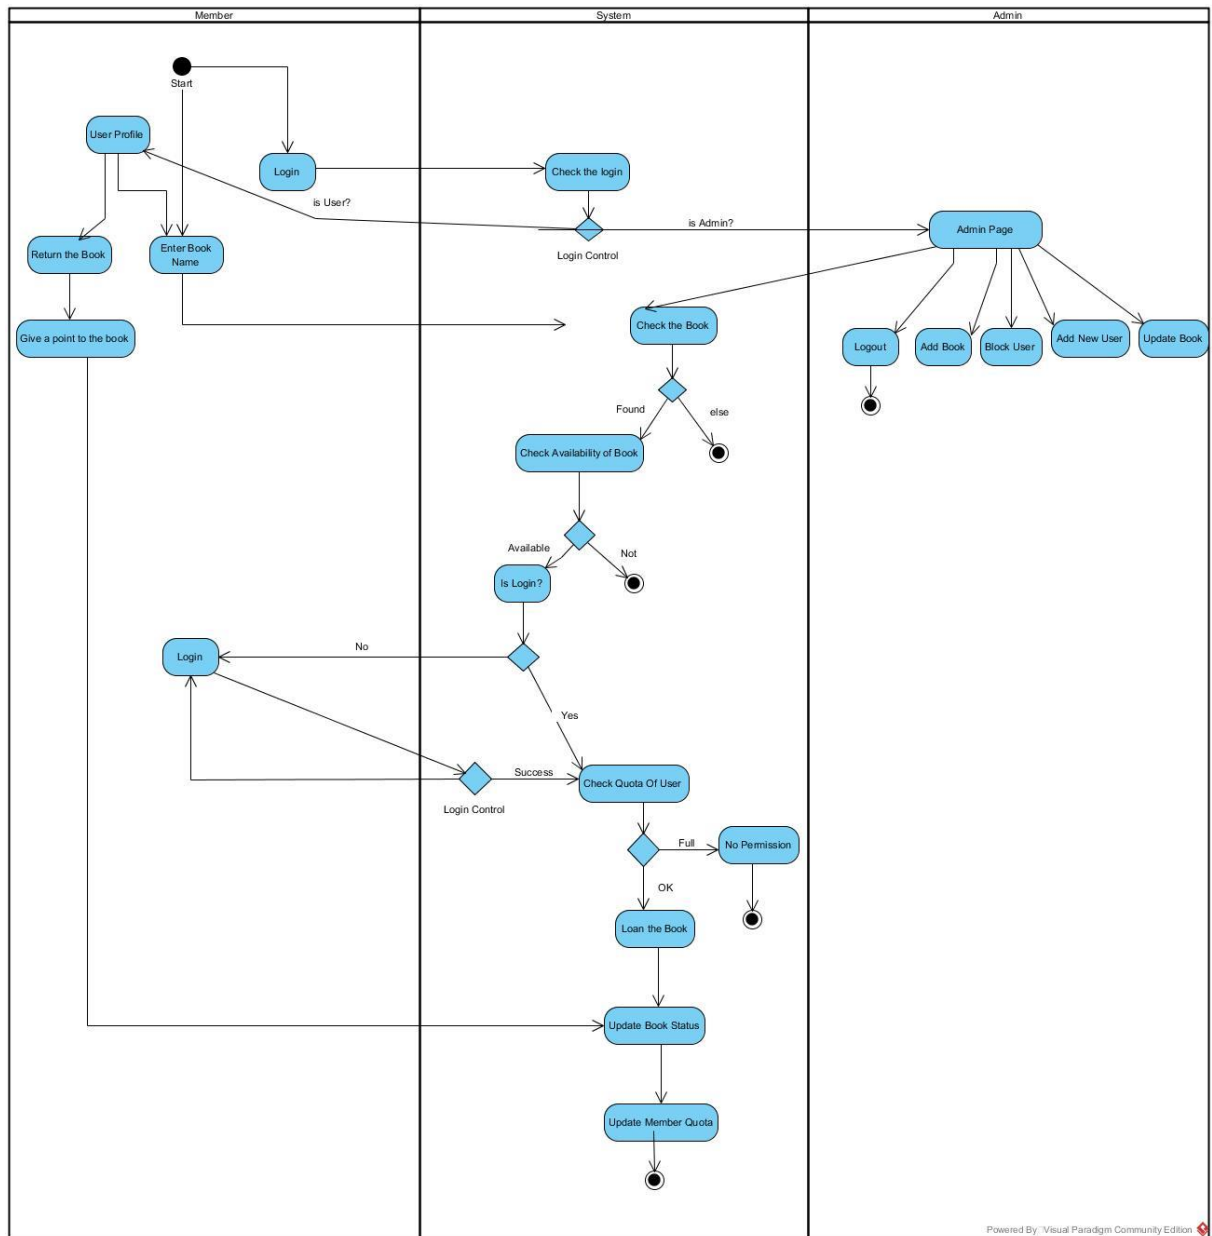 Member
System
Admin
Start
User Profile
Login
Check the login
is User?
is Admin?
Admin Page
Login Control
Return the Book
Enter Book
Name
Check the Book
Give a point to the book
Logout
Add Book
Block User
Add New User
Update Book
Found
else
Check Availability of Book
Available
Not
Is Login?
No
Login
Yes
Success
Check Quota Of User
Login Control
Full
No Permission
OK
Loan the Book
Update Book Status
Update Member Quota
Powered By Visual Paradigm Community Edition